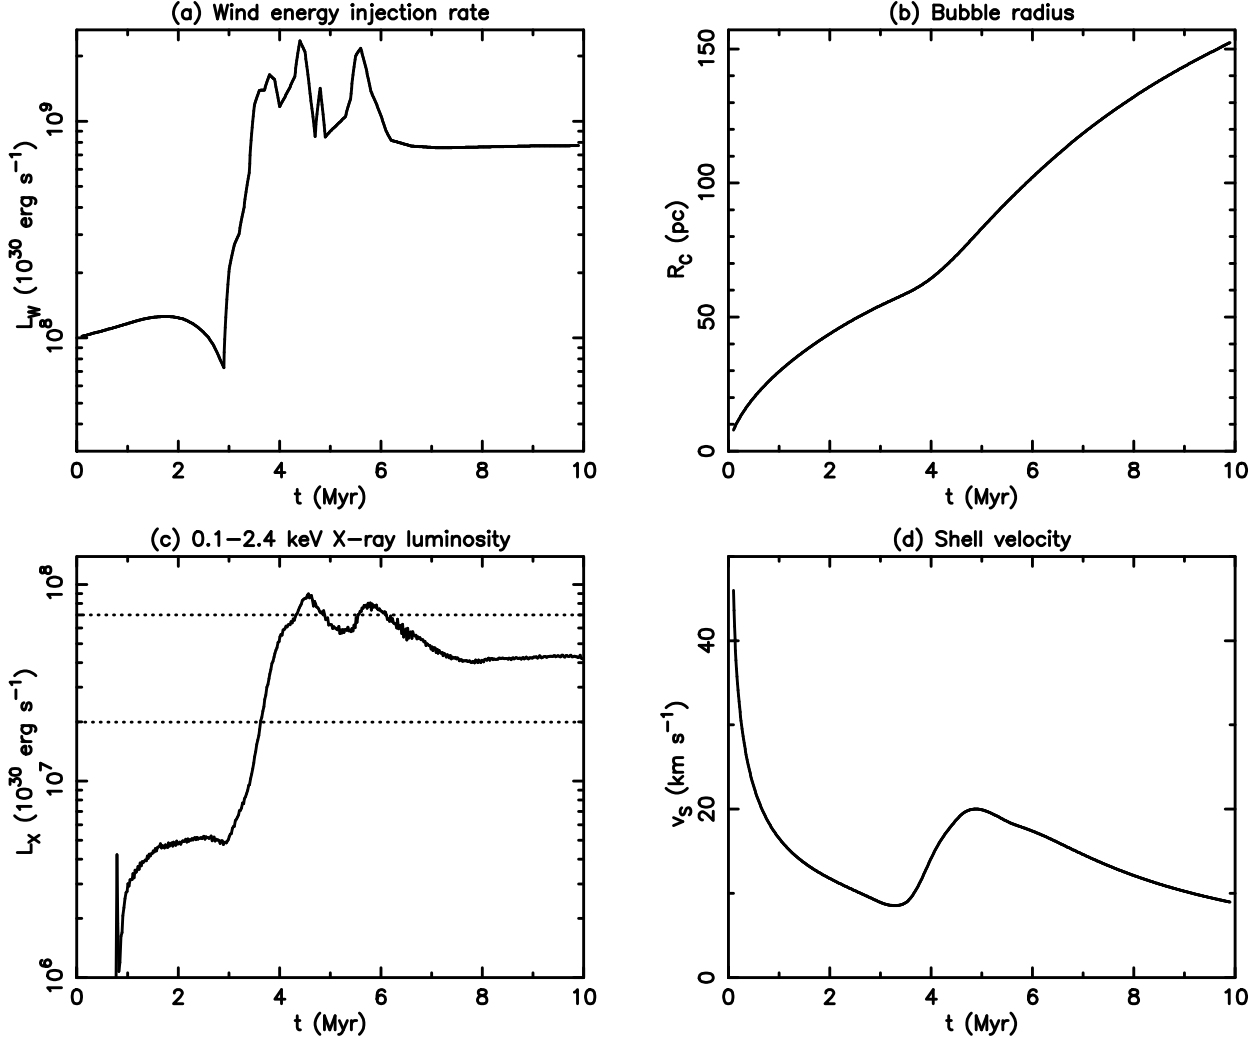 (a) Wind energy injection rate
L_W (10^30 erg s^−1)
10^9
10^8
0 2 4 6 8 10
t (Myr)
(b) Bubble radius
R_C (pc)
150
100
50
0
0 2 4 6 8 10
t (Myr)
(c) 0.1−2.4 keV X−ray luminosity
L_X (10^30 erg s^−1)
10^8
10^7
10^6
0 2 4 6 8 10
t (Myr)
(d) Shell velocity
v_S (km s^−1)
40
20
0
0 2 4 6 8 10
t (Myr)